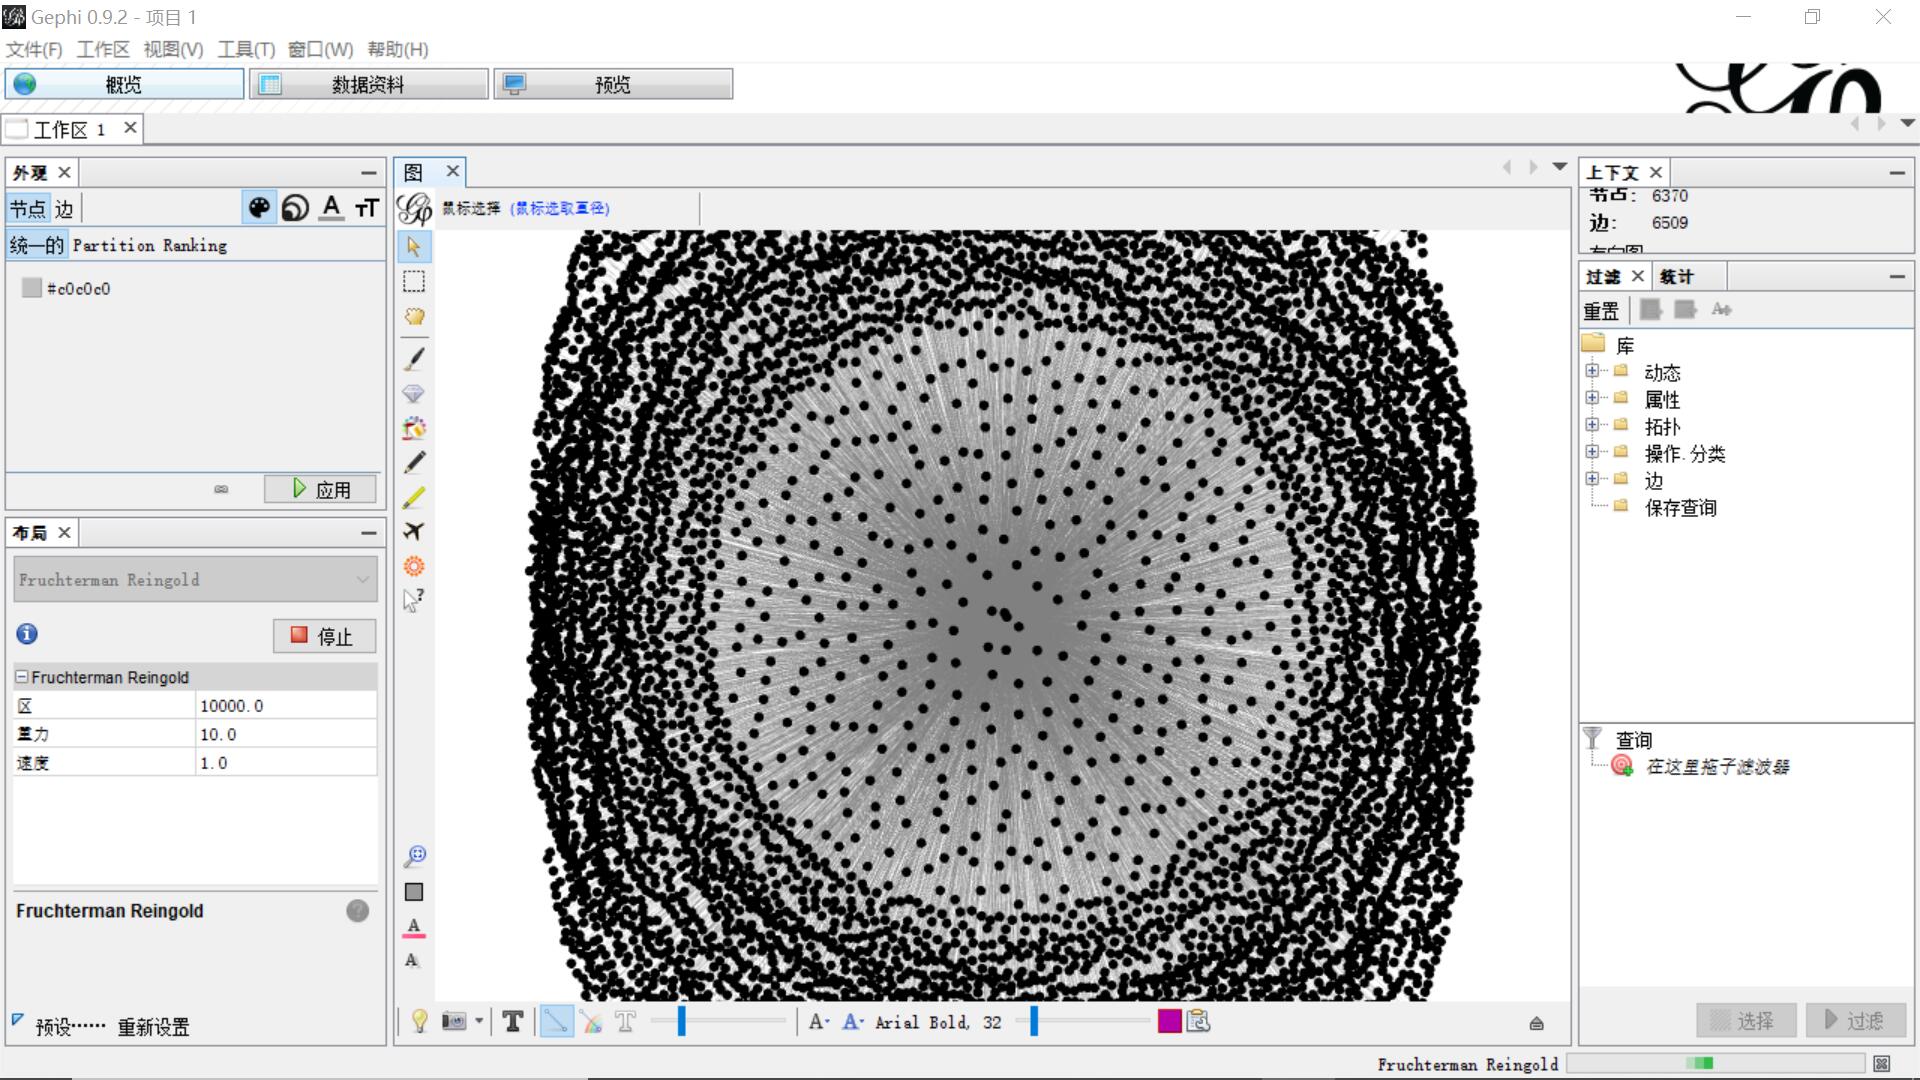 Gephi 0.9.2 - 项目 1
文件(F) 工作区 视图(V) 工具(T) 窗口(W) 帮助(H)
概览 数据资料 预览
工作区 1
外观
节点 边
统一的 Partition Ranking
#c0c0c0
应用
布局
Fruchterman Reingold
停止
Fruchterman Reingold
区 10000.0
重力 10.0
速度 1.0
Fruchterman Reingold
预设…… 重新设置
图
鼠标选择 (鼠标选取直径)
Arial Bold, 32
上下文
节点: 6370
边: 6509
有向图
过滤 统计
重置
库
动态
属性
拓扑
操作.分类
边
保存查询
查询
在这里拖子滤波器
选择 过滤
Fruchterman Reingold